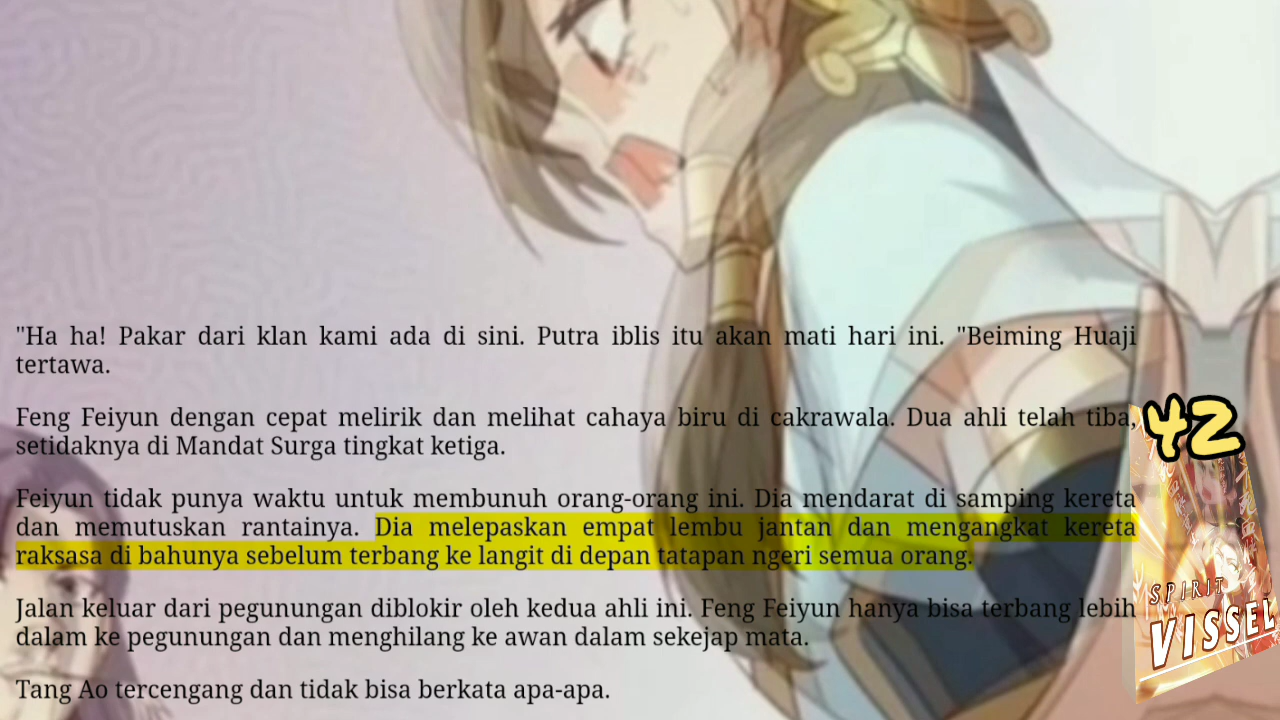 "Ha ha! Pakar dari klan kami ada di sini. Putra iblis itu akan mati hari ini. "Beiming Huaji
tertawa.
Feng Feiyun dengan cepat melirik dan melihat cahaya biru di cakrawala. Dua ahli telah tiba,
setidaknya di Mandat Surga tingkat ketiga.
Feiyun tidak punya waktu untuk membunuh orang-orang ini. Dia mendarat di samping kereta
dan memutuskan rantainya. Dia melepaskan empat lembu jantan dan mengangkat kereta
raksasa di bahunya sebelum terbang ke langit di depan tatapan ngeri semua orang.
Jalan keluar dari pegunungan diblokir oleh kedua ahli ini. Feng Feiyun hanya bisa terbang lebih
dalam ke pegunungan dan menghilang ke awan dalam sekejap mata.
Tang Ao tercengang dan tidak bisa berkata apa-apa.
42
SPIRIT
VISSEL